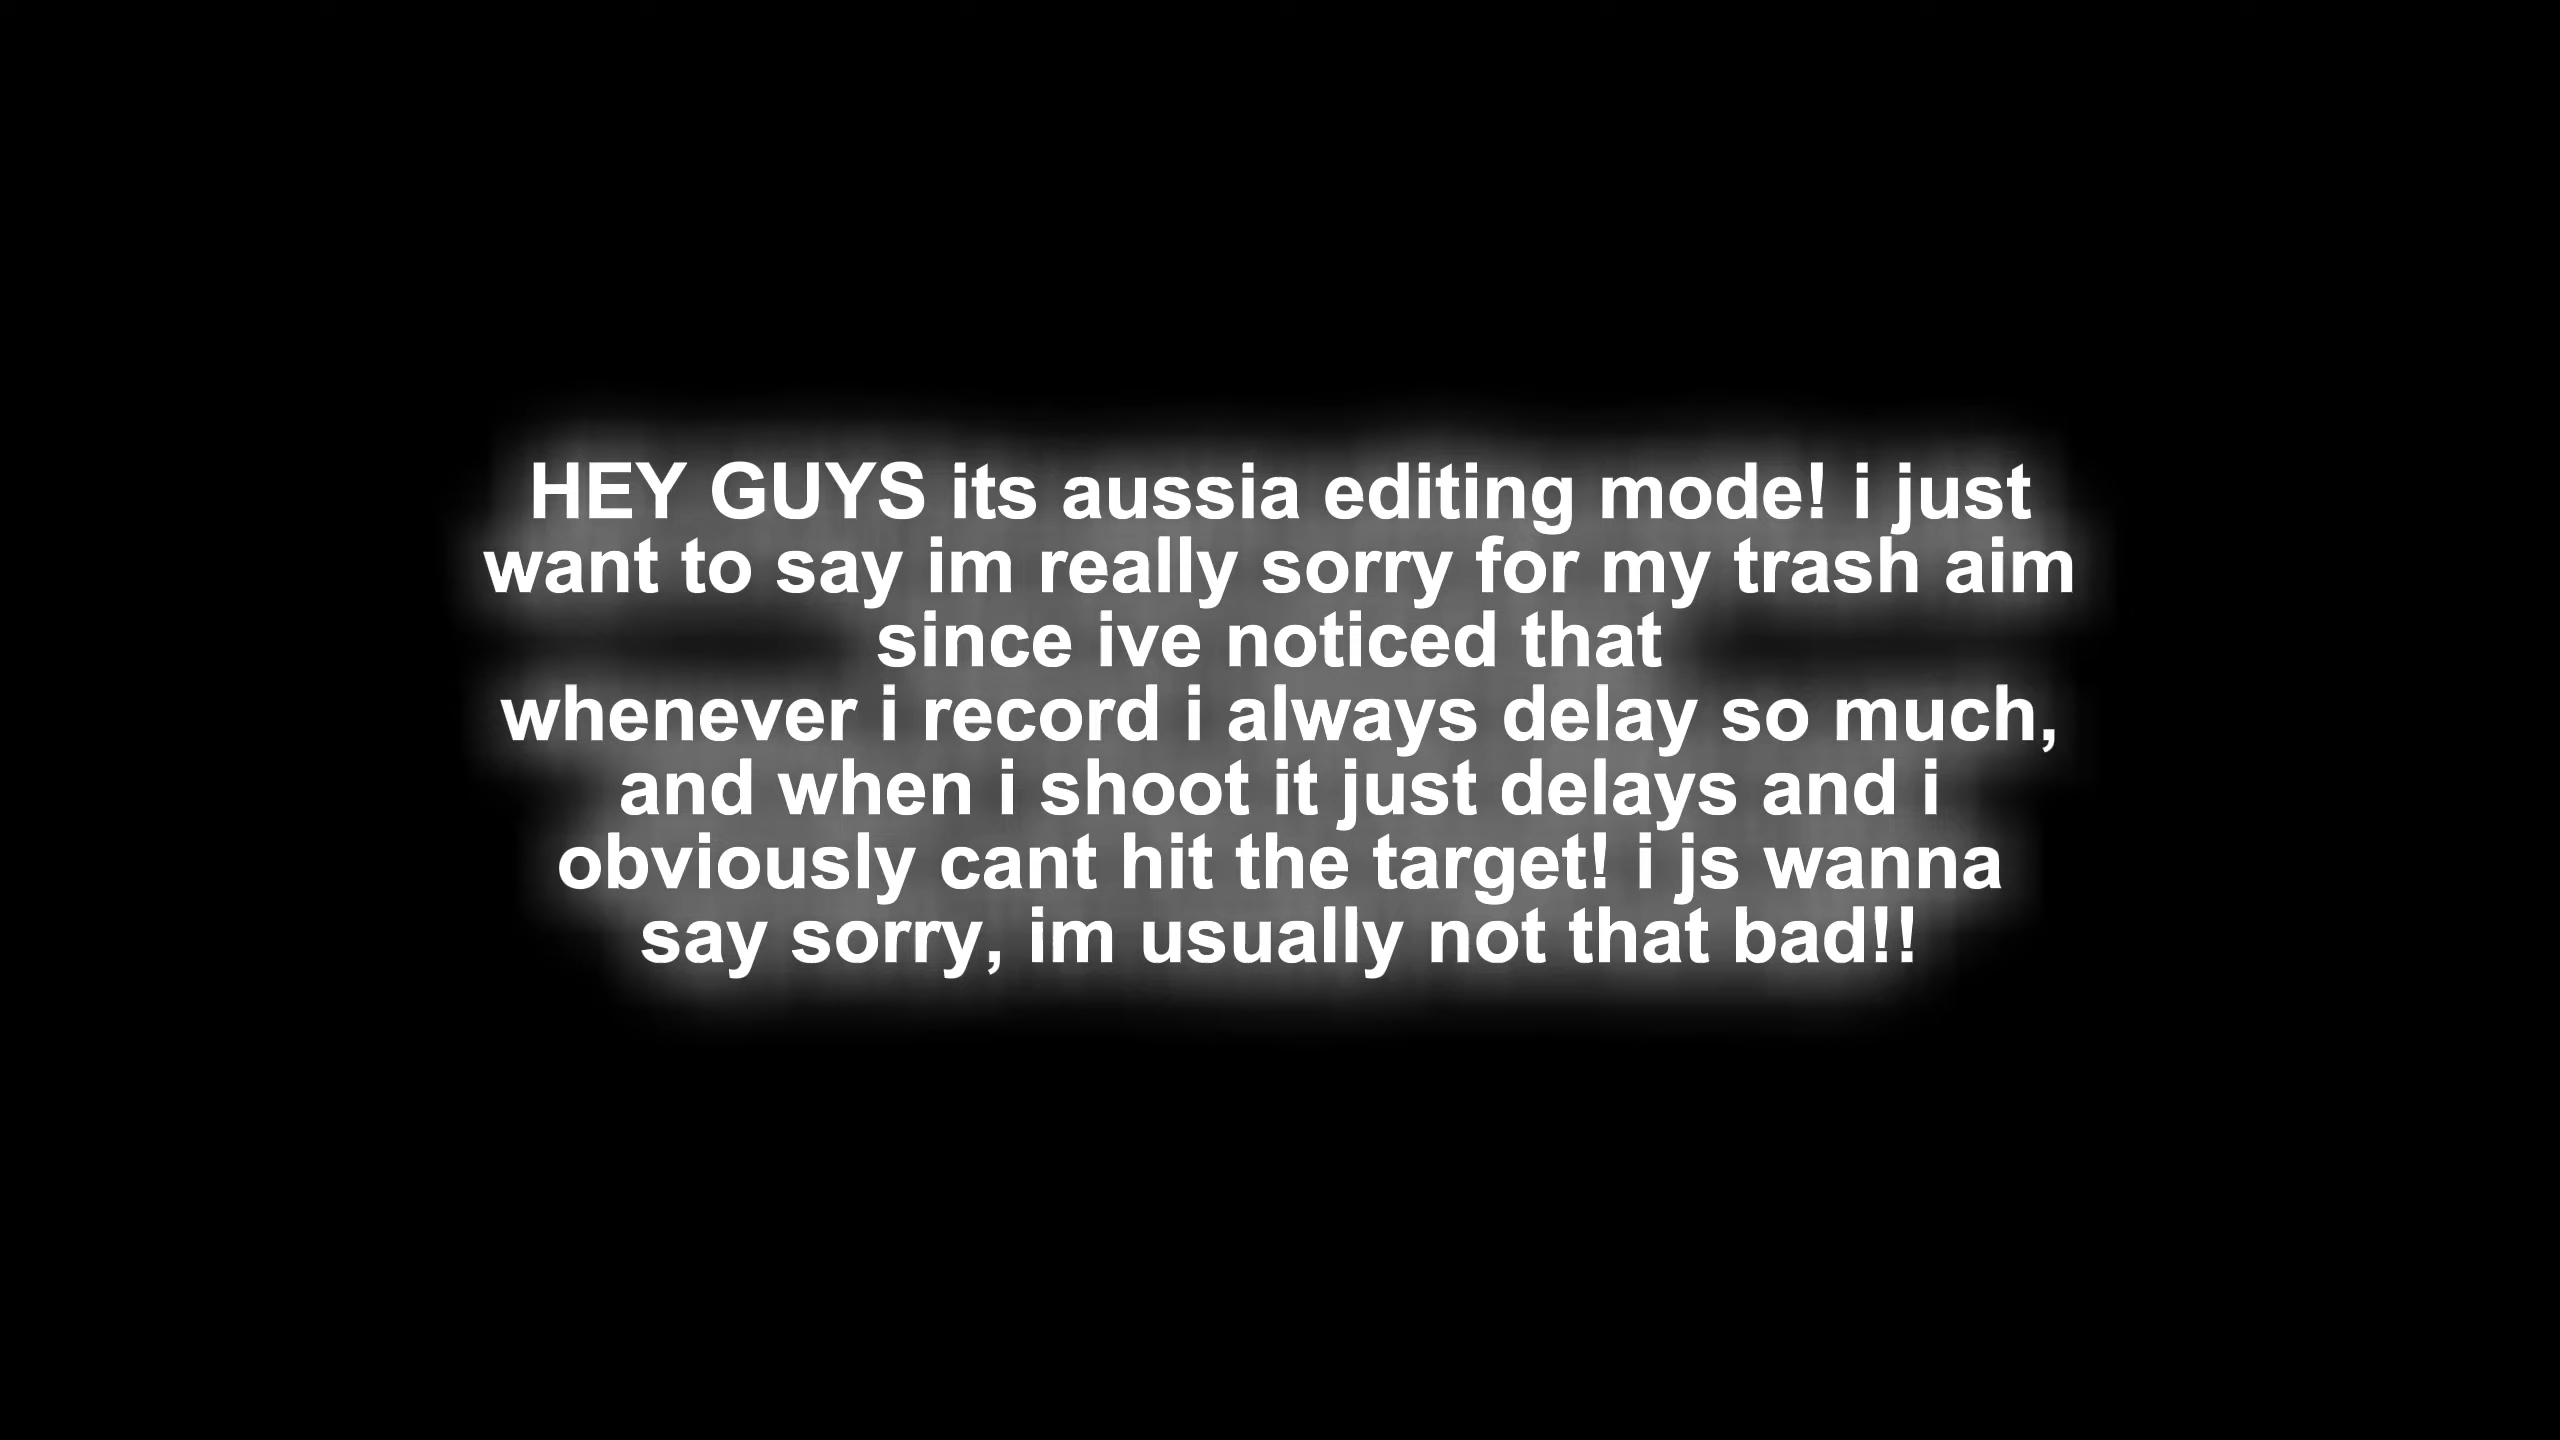 HEY GUYS its aussia editing mode! i just
want to say im really sorry for my trash aim
since ive noticed that
whenever i record i always delay so much,
and when i shoot it just delays and i
obviously cant hit the target! i js wanna
say sorry, im usually not that bad!!